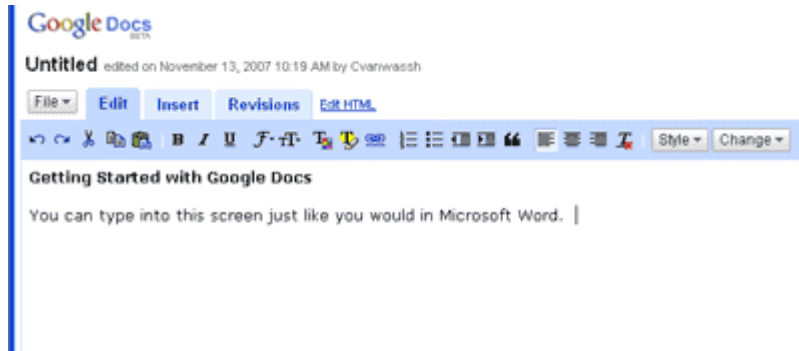 Google Docs
BETA
Untitled edited on November 13, 2007 10:19 AM by Cvanwassh
File Edit Insert Revisions Edit HTML
B I U Style Change
Getting Started with Google Docs
You can type into this screen just like you would in Microsoft Word.